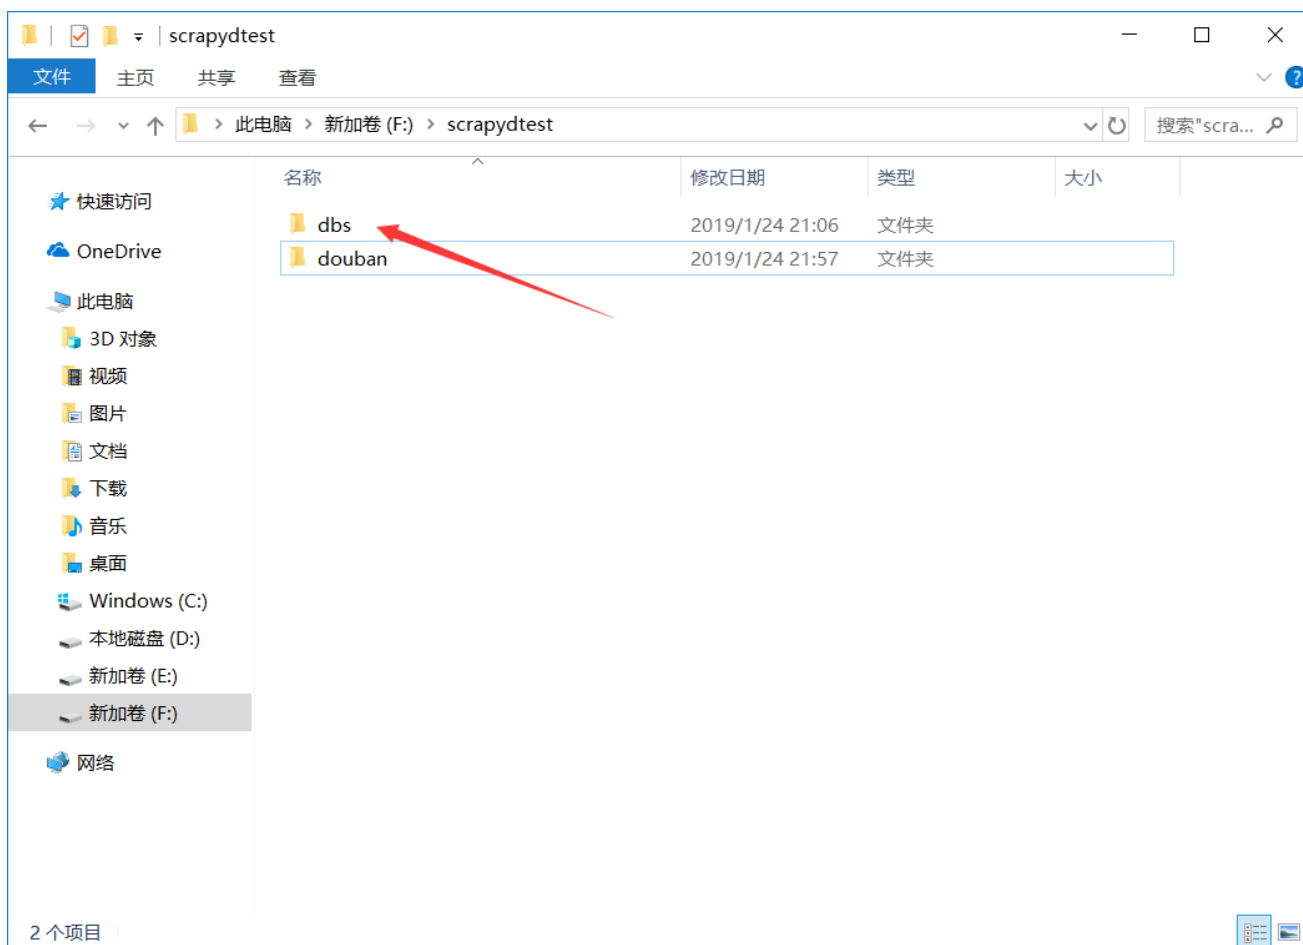 scrapydtest
文件 主页 共享 查看
此电脑 新加卷 (F:) scrapydtest 搜索"scra...
名称 修改日期 类型 大小
快速访问
OneDrive
此电脑
3D 对象
视频
图片
文档
下载
音乐
桌面
Windows (C:)
本地磁盘 (D:)
新加卷 (E:)
新加卷 (F:)
网络
dbs 2019/1/24 21:06 文件夹
douban 2019/1/24 21:57 文件夹
2 个项目